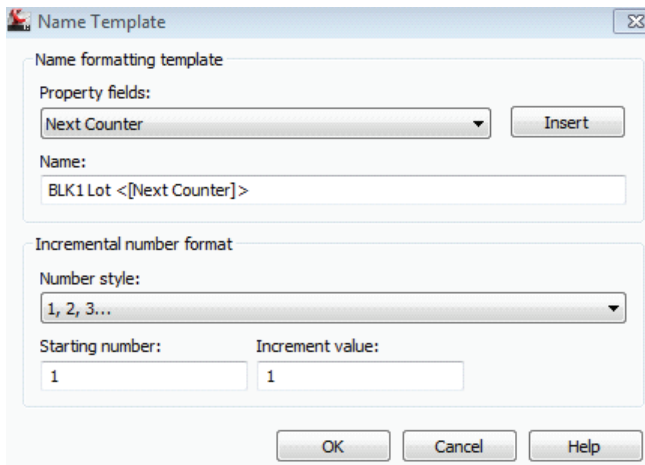 Name Template
Name formatting template
Property fields:
Next Counter
Insert
Name:
BLK1 Lot <[Next Counter]>
Incremental number format
Number style:
1, 2, 3...
Starting number: Increment value:
1 1
OK Cancel Help